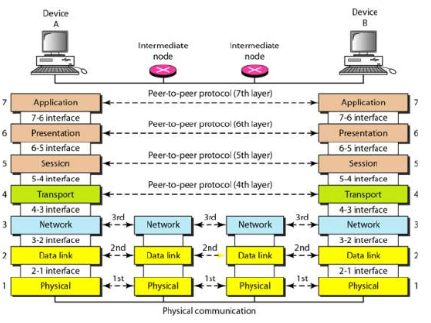 Device
A
Device
B
Intermediate
node
Intermediate
node
7 Application Peer-to-peer protocol (7th layer) Application 7
7-6 interface 7-6 interface
6 Presentation Peer-to-peer protocol (6th layer) Presentation 6
6-5 interface 6-5 interface
5 Session Peer-to-peer protocol (5th layer) Session 5
5-4 interface 5-4 interface
4 Transport Peer-to-peer protocol (4th layer) Transport 4
4-3 interface 4-3 interface
3 Network 3rd Network 3rd Network 3rd Network 3
3-2 interface 3-2 interface
2 Data link 2nd Data link 2nd Data link 2nd Data link 2
2-1 interface 2-1 interface
1 Physical 1st Physical 1st Physical 1st Physical 1
Physical communication